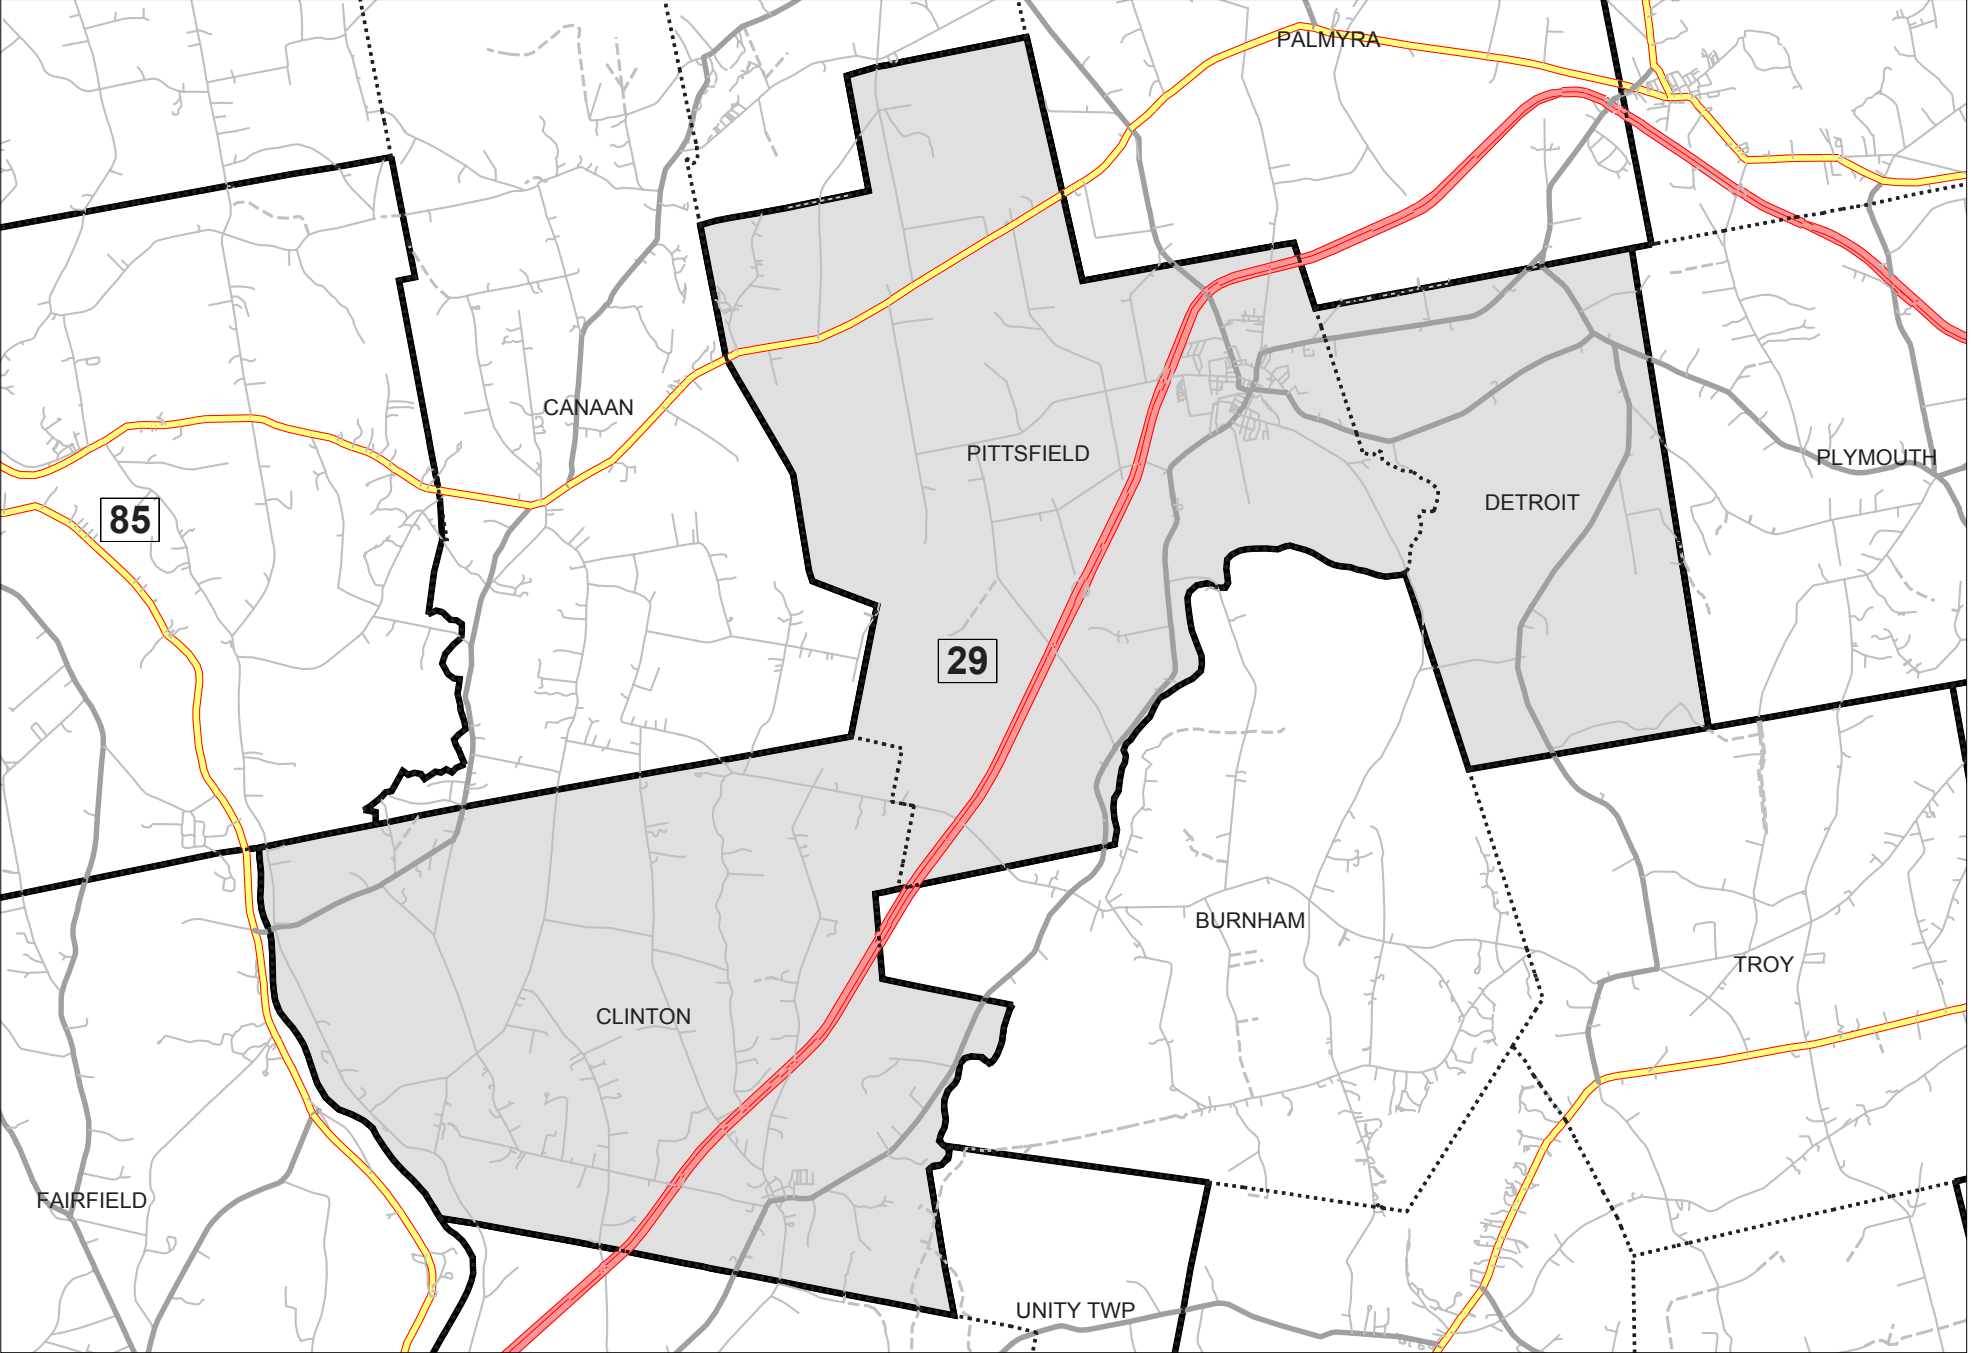 PALMYRA
CANAAN
PITTSFIELD
PLYMOUTH
DETROIT
85
29
BURNHAM
TROY
CLINTON
FAIRFIELD
UNITY TWP